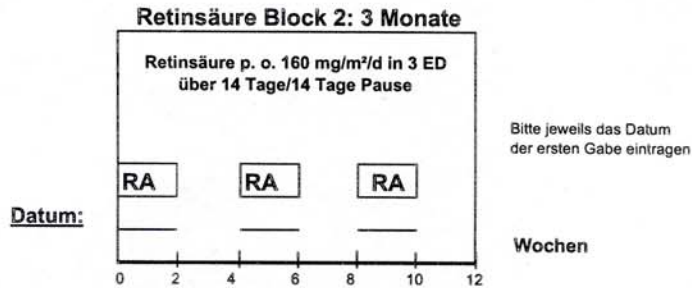 Retinsäure Block 2: 3 Monate
Retinsäure p. o. 160 mg/m²/d in 3 ED
über 14 Tage/14 Tage Pause
Bitte jeweils das Datum
der ersten Gabe eintragen
RA RA RA
Datum:
Wochen
0 2 4 6 8 10 12